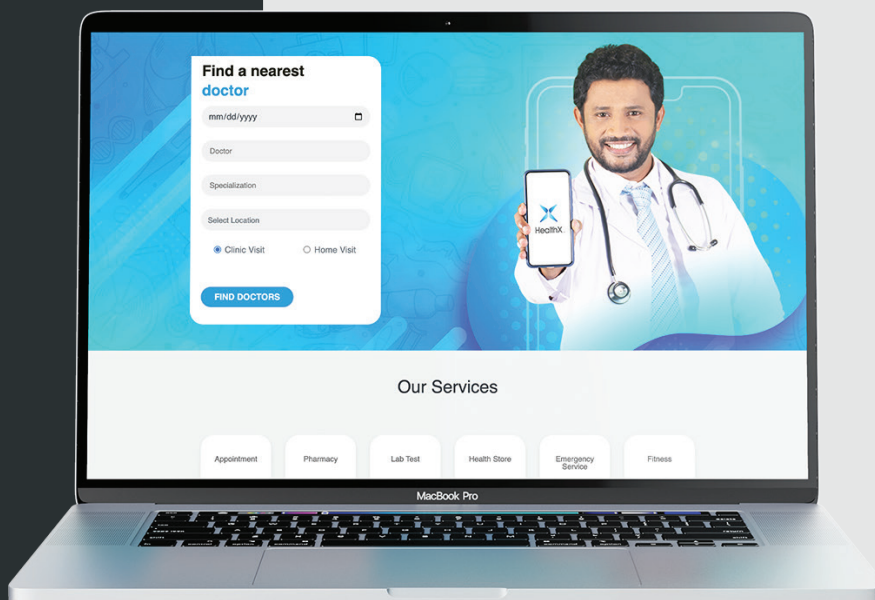 Find a nearest
doctor
mm/dd/yyyy
Doctor
Specialization
Select Location
Clinic Visit
Home Visit
FIND DOCTORS
HealthX
Our Services
Appointment
Pharmacy
Lab Test
Health Store
Emergency
Service
Fitness
MacBook Pro